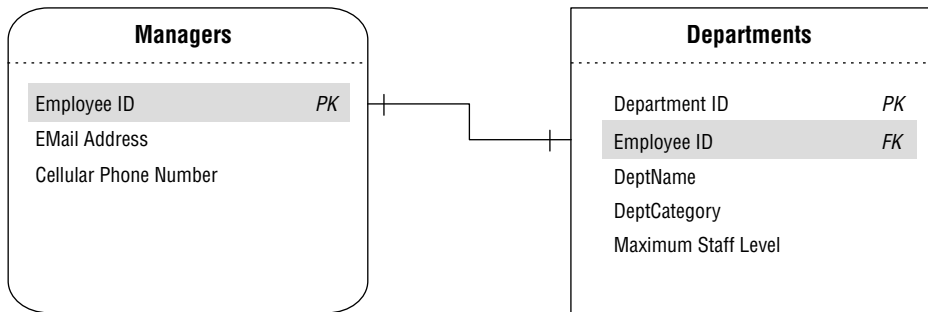 Managers
Employee ID PK
EMail Address
Cellular Phone Number
Departments
Department ID PK
Employee ID FK
DeptName
DeptCategory
Maximum Staff Level